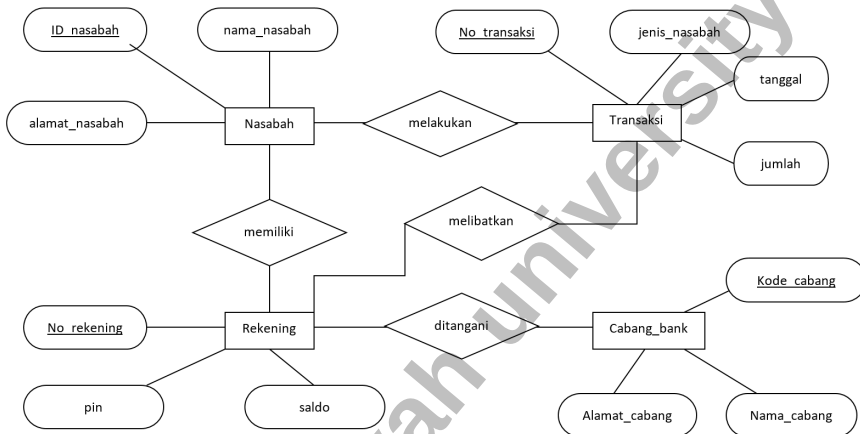 ID_nasabah
nama_nasabah
No_transaksi
jenis_nasabah
tanggal
alamat_nasabah
Nasabah
melakukan
Transaksi
jumlah
memiliki
melibatkan
Kode_cabang
No_rekening
Rekening
ditangani
Cabang_bank
pin
saldo
Alamat_cabang
Nama_cabang
university